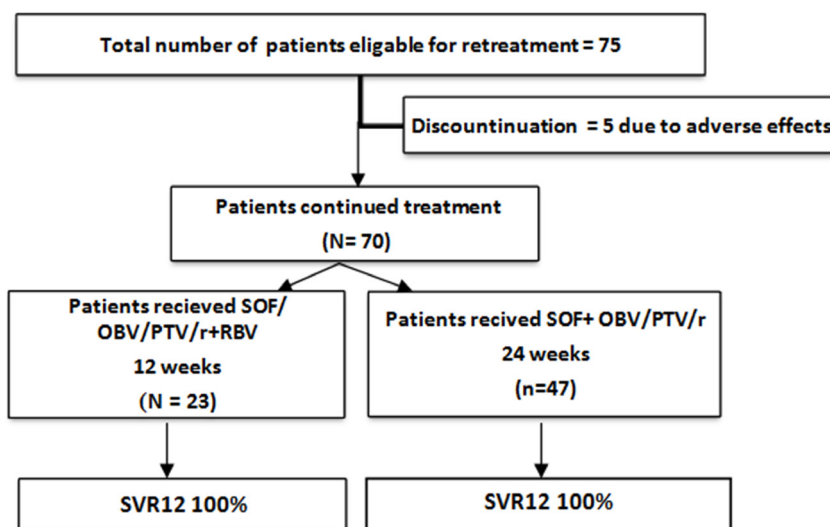 Total number of patients eligible for retreatment = 75
Discountinuation = 5 due to adverse effects
Patients continued treatment
(N= 70)
Patients recieved SOF/
OBV/PTV/r+RBV
12 weeks
(N = 23)
Patients recived SOF+ OBV/PTV/r
24 weeks
(n=47)
SVR12 100%
SVR12 100%